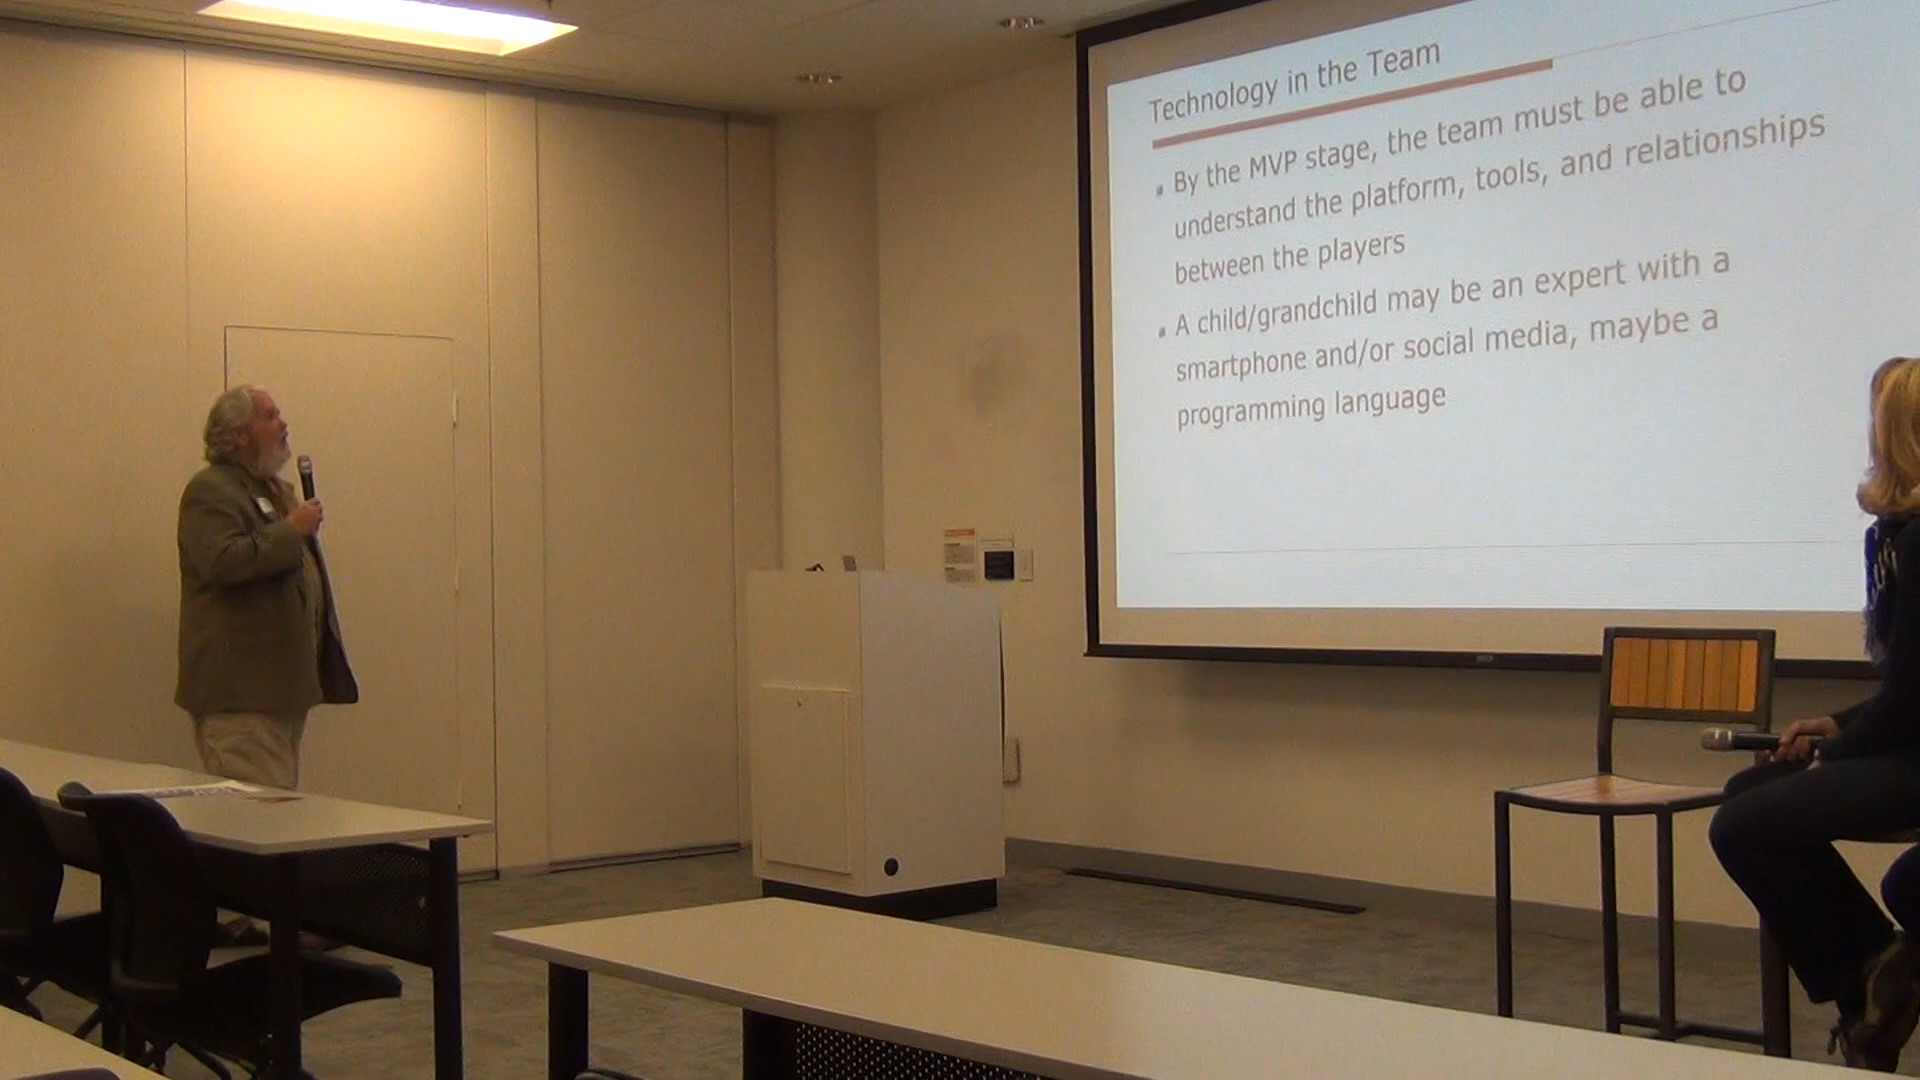 Technology in the Team
By the MVP stage, the team must be able to
understand the platform, tools, and relationships
between the players
A child/grandchild may be an expert with a
smartphone and/or social media, maybe a
programming language